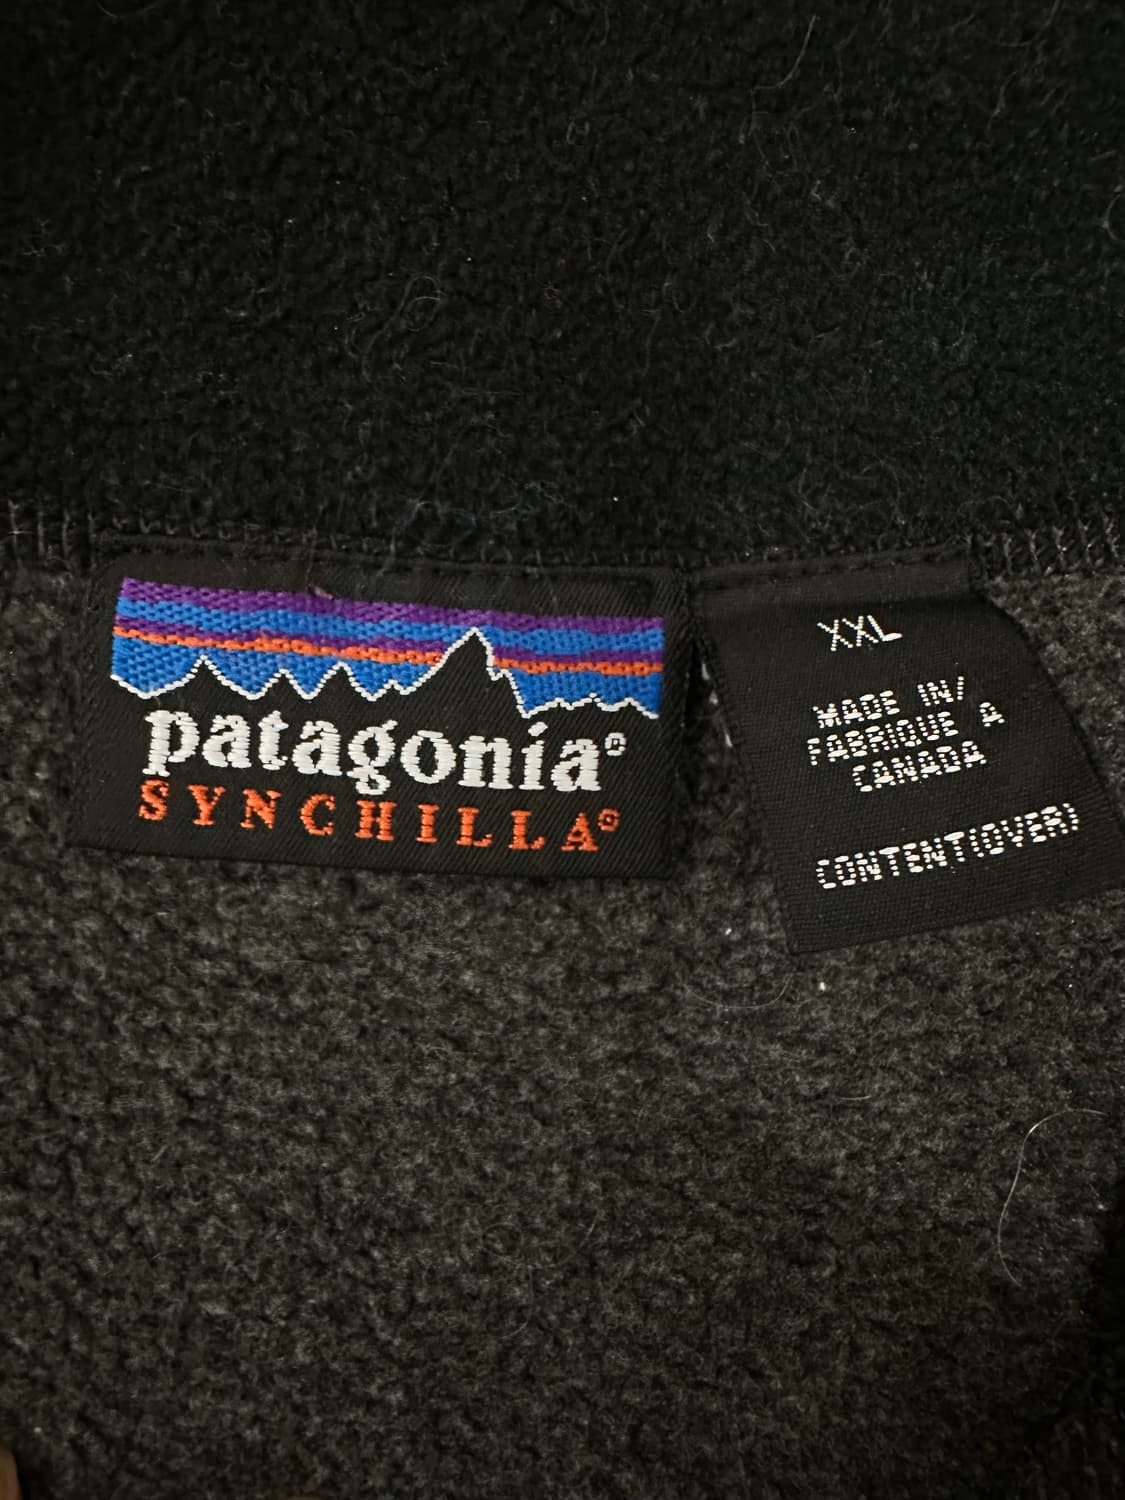 patagonia®
SYNCHILLA®
XXL
MADE IN/
FABRIQUE A
CANADA
CONTENT(OVER)